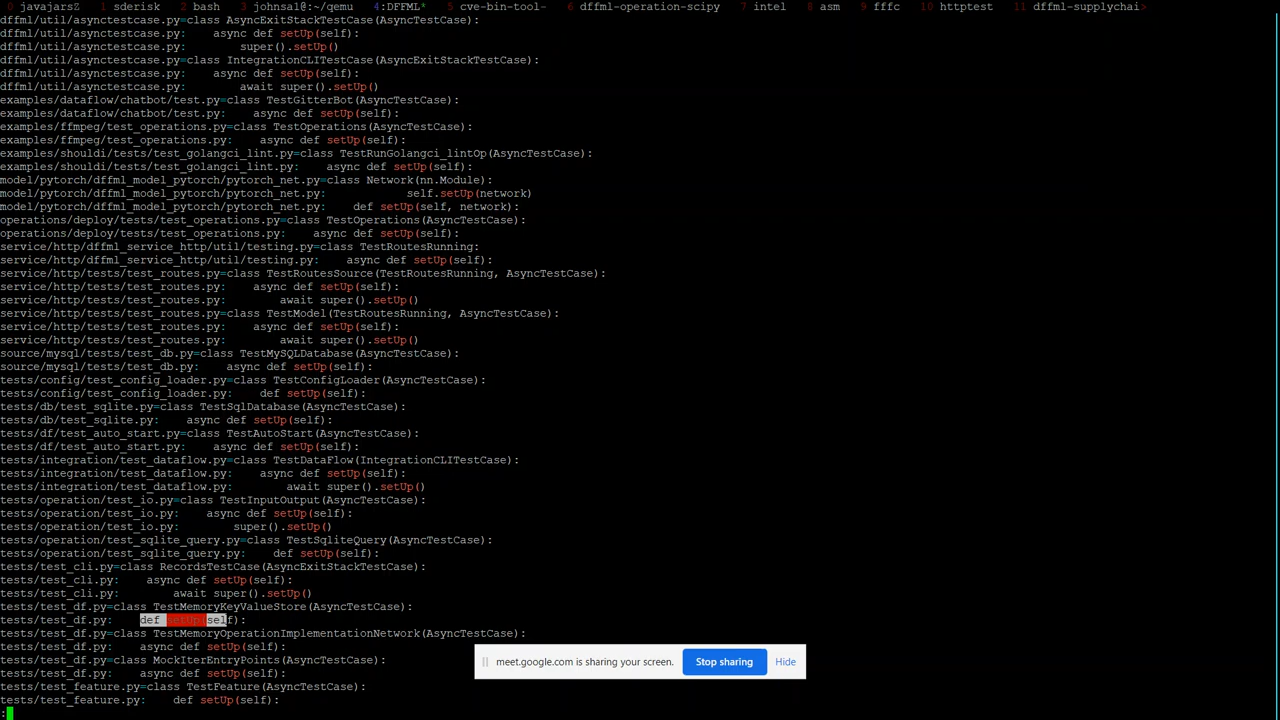 0 javajarsZ 1 sderisk 2 bash 3 johnsal@:~/qemu 4:DFFML* 5 cve-bin-tool- 6 dffml-operation-scipy 7 intel 8 asm 9 fffc 10 httptest 11 dffml-supplychai>
dffml/util/asynctestcase.py=class AsyncExitStackTestCase(AsyncTestCase):
dffml/util/asynctestcase.py:    async def setUp(self):
dffml/util/asynctestcase.py:        super().setUp()
dffml/util/asynctestcase.py=class IntegrationCLITestCase(AsyncExitStackTestCase):
dffml/util/asynctestcase.py:    async def setUp(self):
dffml/util/asynctestcase.py:        await super().setUp()
examples/dataflow/chatbot/test.py=class TestGitterBot(AsyncTestCase):
examples/dataflow/chatbot/test.py:    async def setUp(self):
examples/ffmpeg/test_operations.py=class TestOperations(AsyncTestCase):
examples/ffmpeg/test_operations.py:    async def setUp(self):
examples/shouldi/tests/test_golangci_lint.py=class TestRunGolangci_lintOp(AsyncTestCase):
examples/shouldi/tests/test_golangci_lint.py:    async def setUp(self):
model/pytorch/dffml_model_pytorch/pytorch_net.py=class Network(nn.Module):
model/pytorch/dffml_model_pytorch/pytorch_net.py:            self.setUp(network)
model/pytorch/dffml_model_pytorch/pytorch_net.py:    def setUp(self, network):
operations/deploy/tests/test_operations.py=class TestOperations(AsyncTestCase):
operations/deploy/tests/test_operations.py:    async def setUp(self):
service/http/dffml_service_http/util/testing.py=class TestRoutesRunning:
service/http/dffml_service_http/util/testing.py:    async def setUp(self):
service/http/tests/test_routes.py=class TestRoutesSource(TestRoutesRunning, AsyncTestCase):
service/http/tests/test_routes.py:    async def setUp(self):
service/http/tests/test_routes.py:        await super().setUp()
service/http/tests/test_routes.py=class TestModel(TestRoutesRunning, AsyncTestCase):
service/http/tests/test_routes.py:    async def setUp(self):
service/http/tests/test_routes.py:        await super().setUp()
source/mysql/tests/test_db.py=class TestMySQLDatabase(AsyncTestCase):
source/mysql/tests/test_db.py:    async def setUp(self):
tests/config/test_config_loader.py=class TestConfigLoader(AsyncTestCase):
tests/config/test_config_loader.py:    def setUp(self):
tests/db/test_sqlite.py=class TestSqlDatabase(AsyncTestCase):
tests/db/test_sqlite.py:    async def setUp(self):
tests/df/test_auto_start.py=class TestAutoStart(AsyncTestCase):
tests/df/test_auto_start.py:    async def setUp(self):
tests/integration/test_dataflow.py=class TestDataFlow(IntegrationCLITestCase):
tests/integration/test_dataflow.py:    async def setUp(self):
tests/integration/test_dataflow.py:        await super().setUp()
tests/operation/test_io.py=class TestInputOutput(AsyncTestCase):
tests/operation/test_io.py:    async def setUp(self):
tests/operation/test_io.py:        super().setUp()
tests/operation/test_sqlite_query.py=class TestSqliteQuery(AsyncTestCase):
tests/operation/test_sqlite_query.py:    def setUp(self):
tests/test_cli.py=class RecordsTestCase(AsyncExitStackTestCase):
tests/test_cli.py:    async def setUp(self):
tests/test_cli.py:        await super().setUp()
tests/test_df.py=class TestMemoryKeyValueStore(AsyncTestCase):
tests/test_df.py:    def setUp(self):
tests/test_df.py=class TestMemoryOperationImplementationNetwork(AsyncTestCase):
tests/test_df.py:    async def setUp(self):
tests/test_df.py=class MockIterEntryPoints(AsyncTestCase):
tests/test_df.py:    async def setUp(self):
tests/test_feature.py=class TestFeature(AsyncTestCase):
tests/test_feature.py:    def setUp(self):
:
meet.google.com is sharing your screen. Stop sharing Hide